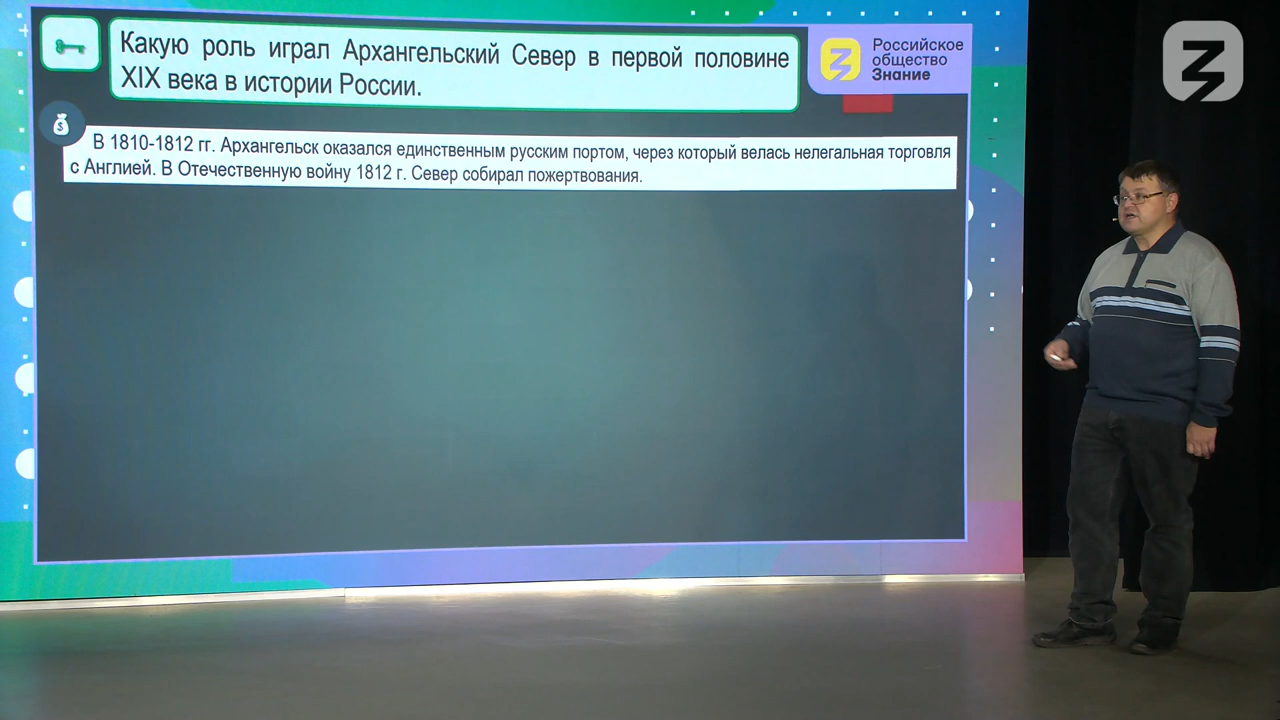 Какую роль играл Архангельский Север в первой половине
XIX века в истории России.
Российское
общество
Знание
В 1810-1812 гг. Архангельск оказался единственным русским портом, через который велась нелегальная торговля
с Англией. В Отечественную войну 1812 г. Север собирал пожертвования.